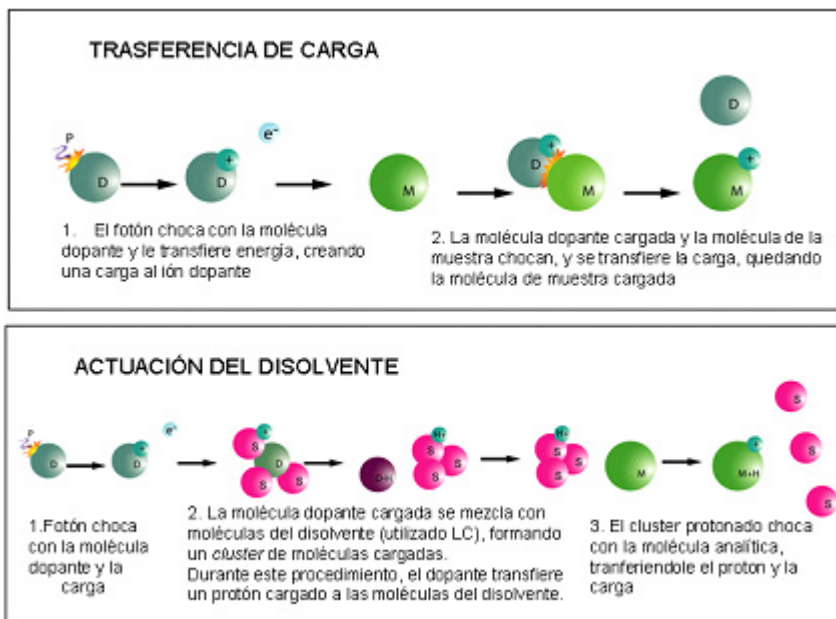 TRASFERENCIA DE CARGA
P
D
+
D
e-
M
+
D
D
+
M
1. El fotón choca con la molécula
dopante y le transfiere energía, creando
una carga al ión dopante
2. La molécula dopante cargada y la molécula de la
muestra chocan, y se transfiere la carga, quedando
la molécula de muestra cargada
ACTUACIÓN DEL DISOLVENTE
P
D
+
D
e-
+
S
D
S
S
H+
S
S
S
H+
S
S
S
M
+
M+H
S
S
S
1.Fotón choca
con la molécula
dopante y la
carga
2. La molécula dopante cargada se mezcla con
moléculas del disolvente (utilizado LC), formando
un cluster de moléculas cargadas.
Durante este procedimiento, el dopante transfiere
un protón cargado a las moléculas del disolvente.
3. El cluster protonado choca
con la molécula analítica,
tranferiendole el proton y la
carga